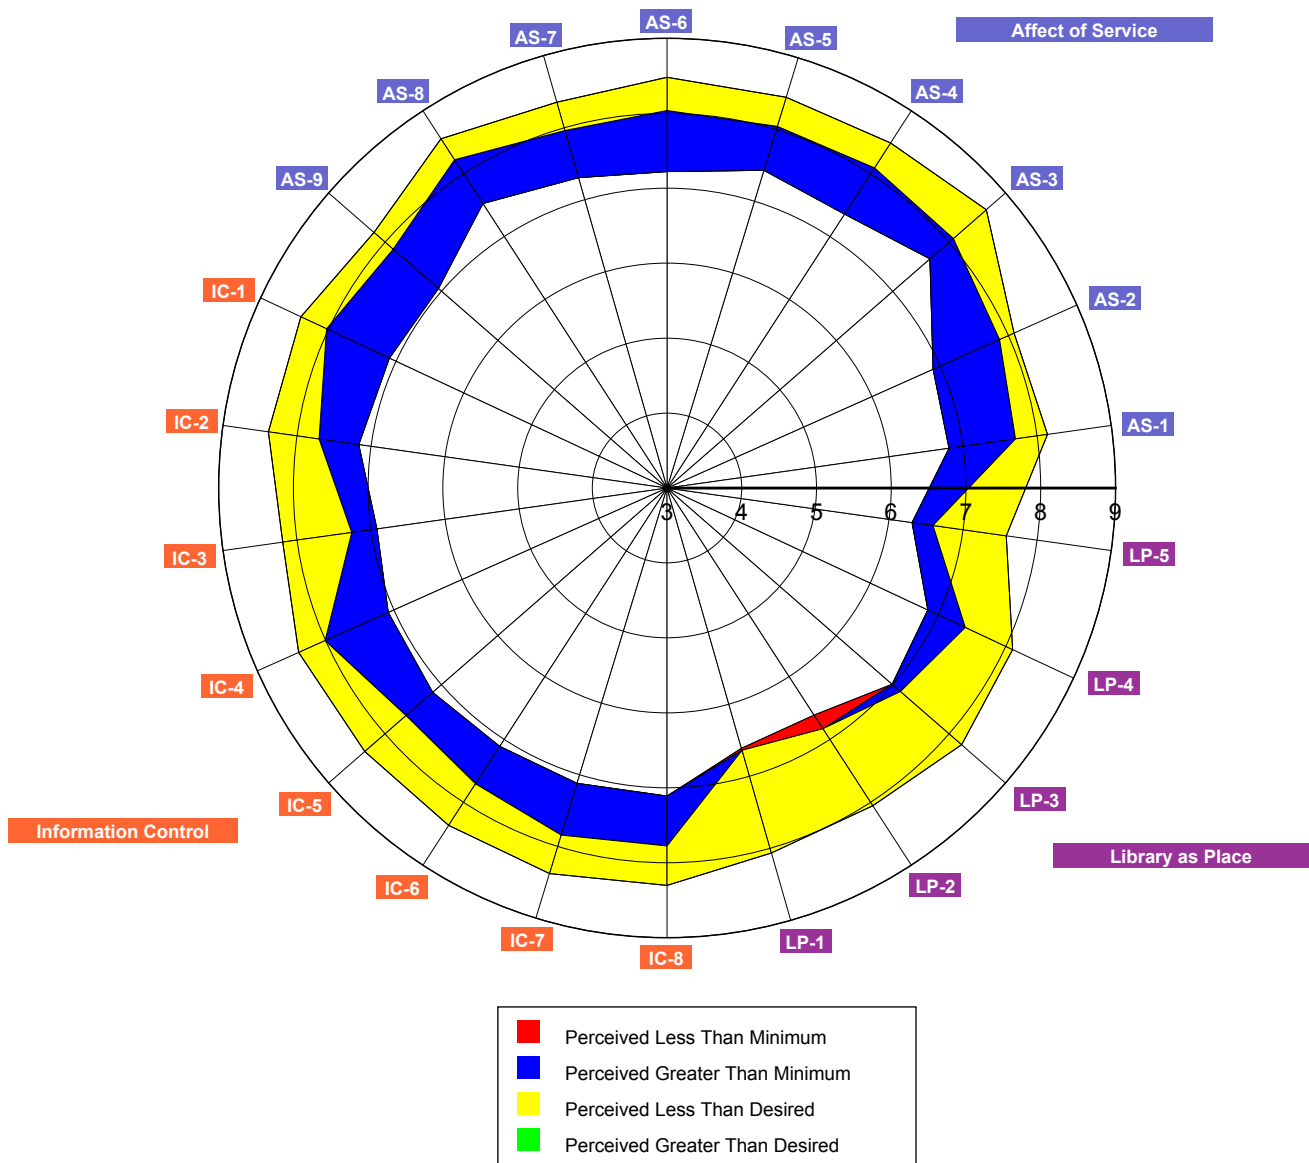 AS-6
AS-7
AS-5
Affect of Service
AS-8
AS-4
AS-9
AS-3
IC-1
AS-2
IC-2
AS-1
3 4 5 6 7 8 9
IC-3
LP-5
IC-4
LP-4
IC-5
LP-3
Information Control
Library as Place
IC-6
LP-2
IC-7
LP-1
IC-8
Perceived Less Than Minimum
Perceived Greater Than Minimum
Perceived Less Than Desired
Perceived Greater Than Desired